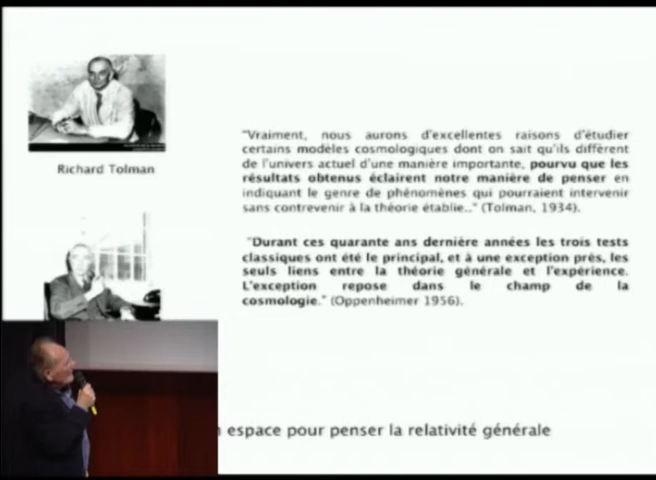 Richard Tolman
"Vraiment, nous aurons d'excellentes raisons d'étudier
certains modèles cosmologiques dont on sait qu'ils diffèrent
de l'univers actuel d'une manière importante, pourvu que les
résultats obtenus éclairent notre manière de penser en
indiquant le genre de phénomènes qui pourraient intervenir
sans contrevenir à la théorie établie.." (Tolman, 1934).
"Durant ces quarante ans dernière années les trois tests
classiques ont été le principal, et à une exception près, les
seuls liens entre la théorie générale et l'expérience.
L'exception repose dans le champ de la
cosmologie." (Oppenheimer 1956).
espace pour penser la relativité générale